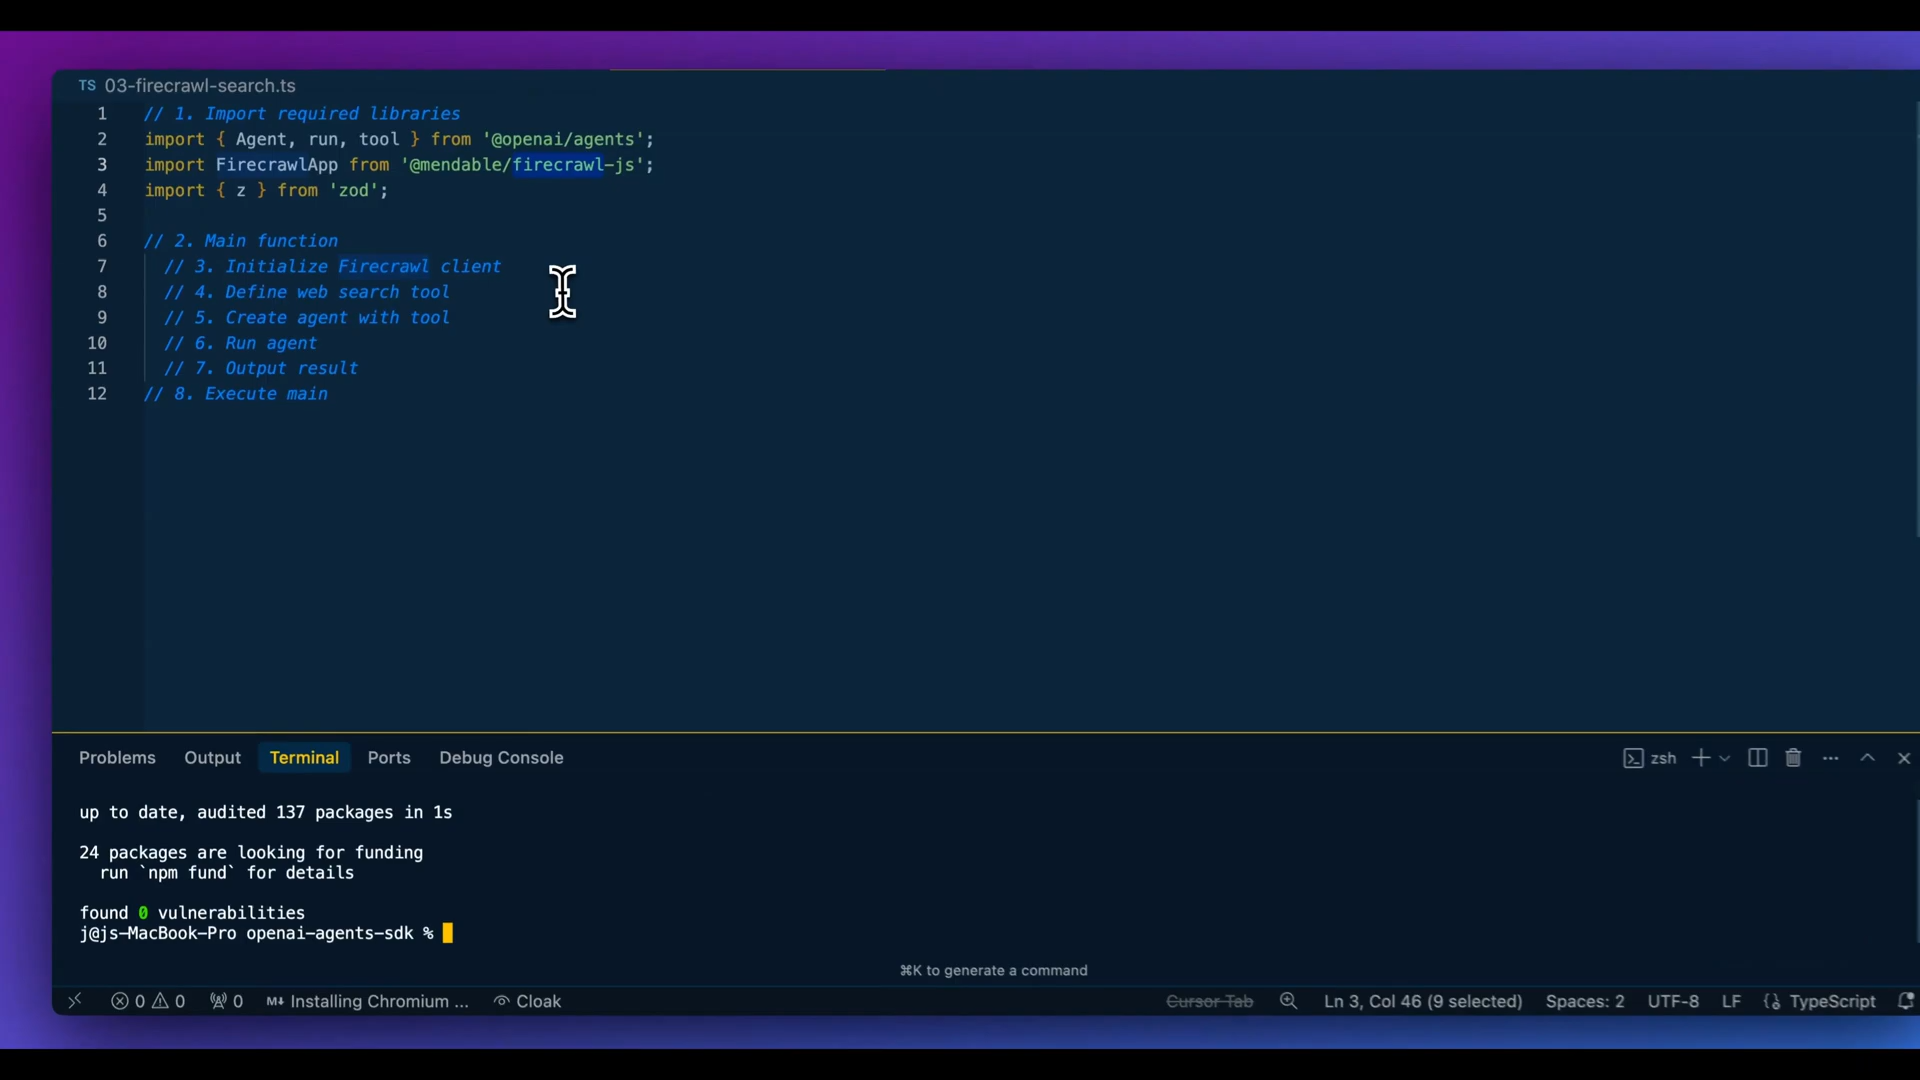 TS 03-firecrawl-search.ts
1 // 1. Import required libraries
2 import { Agent, run, tool } from '@openai/agents';
3 import FirecrawlApp from '@mendable/firecrawl-js';
4 import { z } from 'zod';
5
6 // 2. Main function
7 // 3. Initialize Firecrawl client
8 // 4. Define web search tool
9 // 5. Create agent with tool
10 // 6. Run agent
11 // 7. Output result
12 // 8. Execute main
Problems Output Terminal Ports Debug Console zsh
up to date, audited 137 packages in 1s
24 packages are looking for funding
run `npm fund` for details
found 0 vulnerabilities
j@js-MacBook-Pro openai-agents-sdk %
⌘K to generate a command
0 0 0 M↓ Installing Chromium ... Cloak Cursor Tab Ln 3, Col 46 (9 selected) Spaces: 2 UTF-8 LF TypeScript